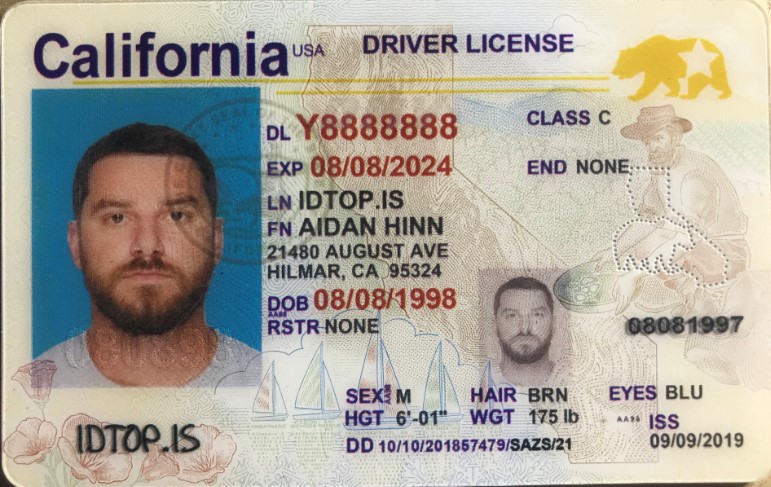 California USA DRIVER LICENSE
DL Y8888888 CLASS C
EXP 08/08/2024 END NONE
LN IDTOP.IS
FN AIDAN HINN
21480 AUGUST AVE
HILMAR, CA 95324
DOB 08/08/1998
AA98
RSTR NONE
08081997
SEX M HAIR BRN EYES BLU
HGT 6'-01" WGT 175 lb AA98 ISS
DD 10/10/201857479/SAZS/21 09/09/2019
IDTOP.IS